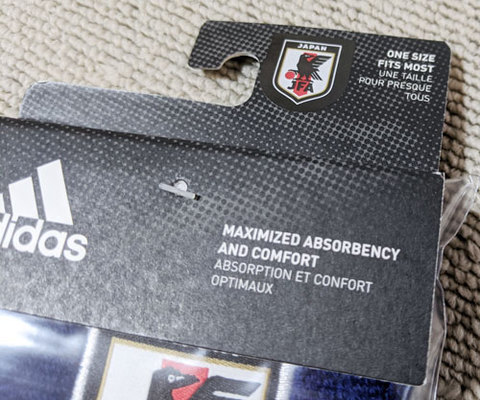 JAPAN
JFA
ONE SIZE
FITS MOST
UNE TAILLE
POUR PRESQUE
TOUS
adidas
MAXIMIZED ABSORBENCY
AND COMFORT
ABSORPTION ET CONFORT
OPTIMAUX